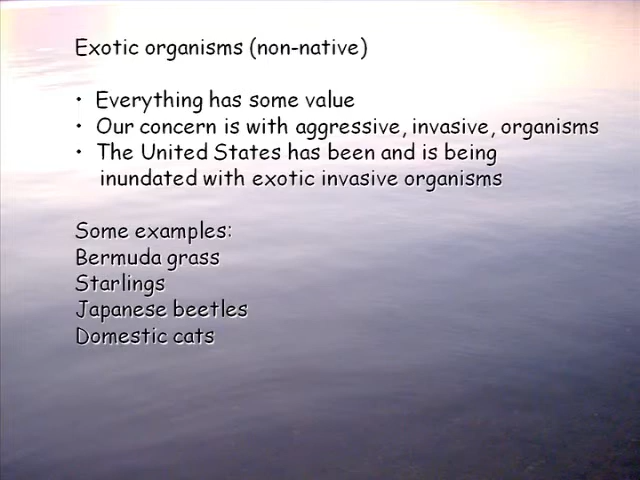 Exotic organisms (non-native)
• Everything has some value
• Our concern is with aggressive, invasive, organisms
• The United States has been and is being
inundated with exotic invasive organisms
Some examples:
Bermuda grass
Starlings
Japanese beetles
Domestic cats